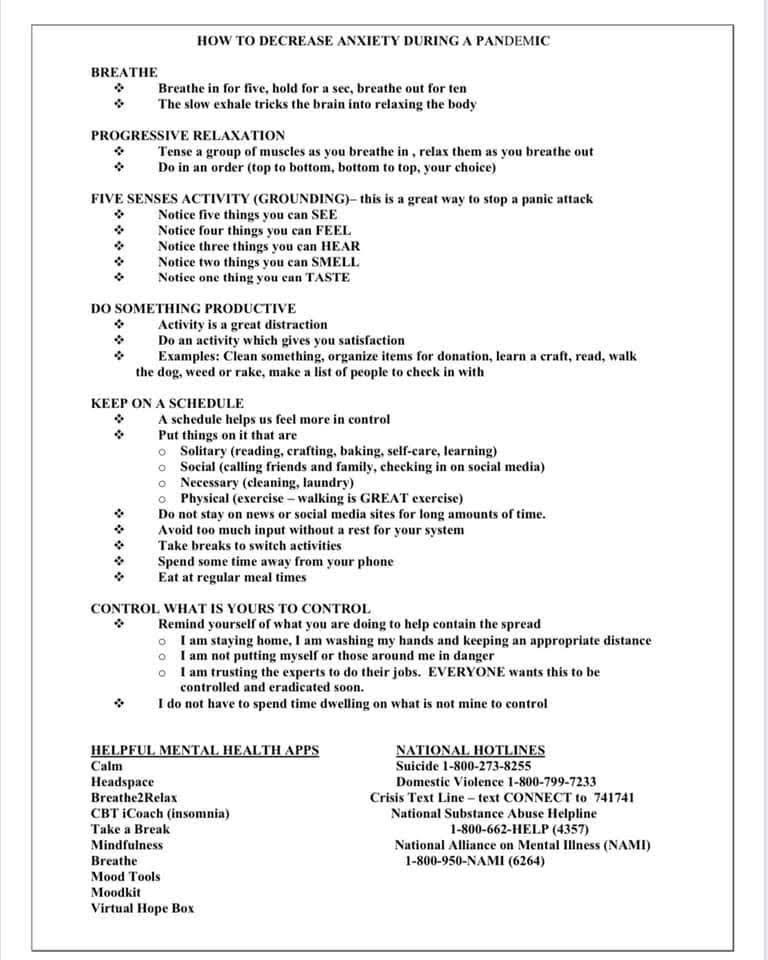 HOW TO DECREASE ANXIETY DURING A PANDEMIC
BREATHE
❖ Breathe in for five, hold for a sec, breathe out for ten
❖ The slow exhale tricks the brain into relaxing the body
PROGRESSIVE RELAXATION
❖ Tense a group of muscles as you breathe in , relax them as you breathe out
❖ Do in an order (top to bottom, bottom to top, your choice)
FIVE SENSES ACTIVITY (GROUNDING)– this is a great way to stop a panic attack
❖ Notice five things you can SEE
❖ Notice four things you can FEEL
❖ Notice three things you can HEAR
❖ Notice two things you can SMELL
❖ Notice one thing you can TASTE
DO SOMETHING PRODUCTIVE
❖ Activity is a great distraction
❖ Do an activity which gives you satisfaction
❖ Examples: Clean something, organize items for donation, learn a craft, read, walk
the dog, weed or rake, make a list of people to check in with
KEEP ON A SCHEDULE
❖ A schedule helps us feel more in control
❖ Put things on it that are
o Solitary (reading, crafting, baking, self-care, learning)
o Social (calling friends and family, checking in on social media)
o Necessary (cleaning, laundry)
o Physical (exercise – walking is GREAT exercise)
❖ Do not stay on news or social media sites for long amounts of time.
❖ Avoid too much input without a rest for your system
❖ Take breaks to switch activities
❖ Spend some time away from your phone
❖ Eat at regular meal times
CONTROL WHAT IS YOURS TO CONTROL
❖ Remind yourself of what you are doing to help contain the spread
o I am staying home, I am washing my hands and keeping an appropriate distance
o I am not putting myself or those around me in danger
o I am trusting the experts to do their jobs. EVERYONE wants this to be
controlled and eradicated soon.
❖ I do not have to spend time dwelling on what is not mine to control
HELPFUL MENTAL HEALTH APPS
Calm
Headspace
Breathe2Relax
CBT iCoach (insomnia)
Take a Break
Mindfulness
Breathe
Mood Tools
Moodkit
Virtual Hope Box
NATIONAL HOTLINES
Suicide 1-800-273-8255
Domestic Violence 1-800-799-7233
Crisis Text Line – text CONNECT to 741741
National Substance Abuse Helpline
1-800-662-HELP (4357)
National Alliance on Mental Illness (NAMI)
1-800-950-NAMI (6264)